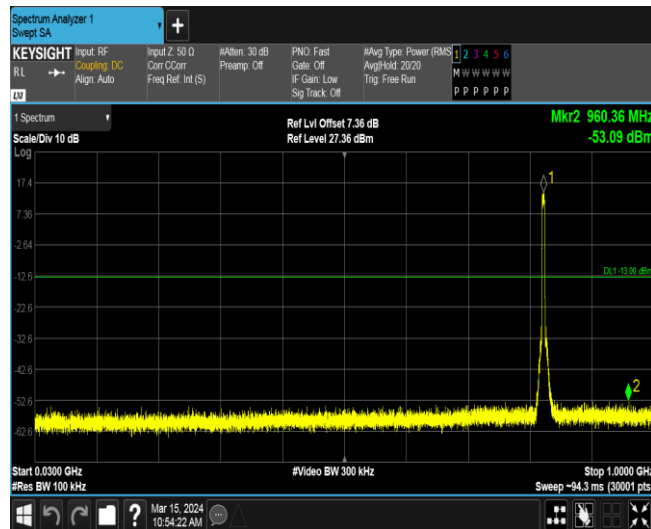 Spectrum Analyzer 1
Swept SA
KEYSIGHT Input: RF Input Z: 50 Ω #Atten: 30 dB PNO: Fast #Avg Type: Power (RMS 1 2 3 4 5 6
RL Coupling: DC Corr CCorr Preamp: Off Gate: Off Avg|Hold: 20/20 M W W W W W
Align: Auto Freq Ref: Int (S) IF Gain: Low Trig: Free Run
LXI Sig Track: Off P P P P P P
1 Spectrum
Scale/Div 10 dB
Ref Lvl Offset 7.36 dB
Ref Level 27.36 dBm
Mkr2 960.36 MHz
-53.09 dBm
Log
17.4
7.36
-2.64
-12.6
-22.6
-32.6
-42.6
-52.6
-62.6
1
DL1 -13.00 dBm
2
Start 0.0300 GHz #Video BW 300 kHz Stop 1.0000 GHz
#Res BW 100 kHz Sweep ~94.3 ms (30001 pts
? Mar 15, 2024
10:54:22 AM